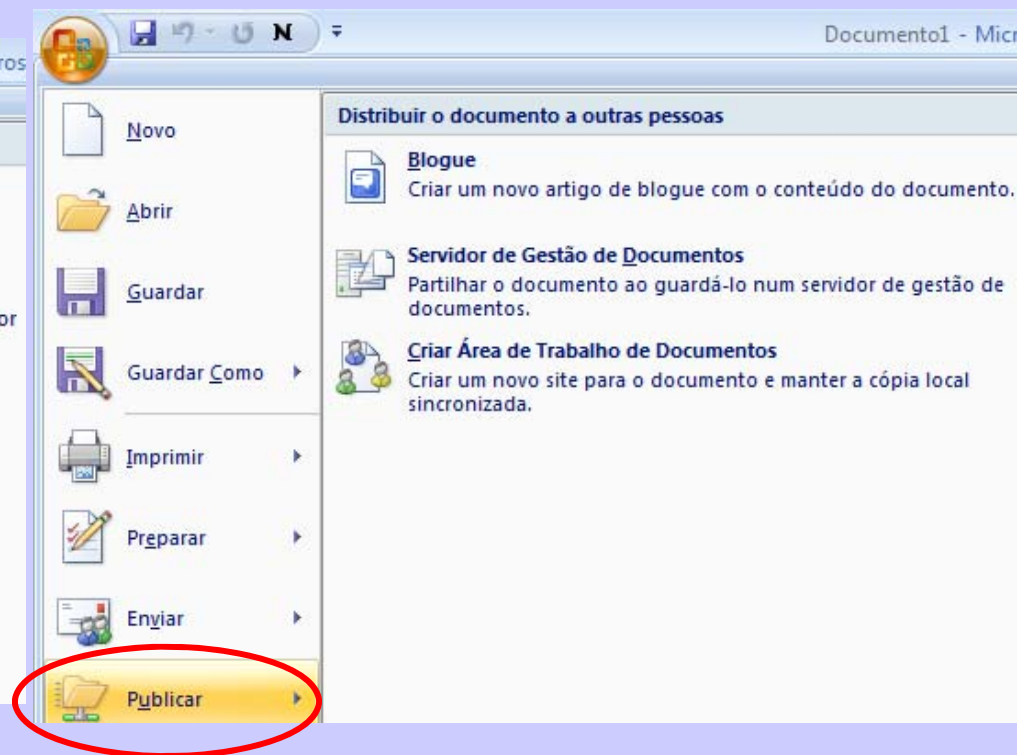 Documento1 - Micr
ros
or
N
Novo
Abrir
Guardar
Guardar Como
Imprimir
Preparar
Enviar
Publicar
Distribuir o documento a outras pessoas
Blogue
Criar um novo artigo de blogue com o conteúdo do documento.
Servidor de Gestão de Documentos
Partilhar o documento ao guardá-lo num servidor de gestão de
documentos.
Criar Área de Trabalho de Documentos
Criar um novo site para o documento e manter a cópia local
sincronizada.